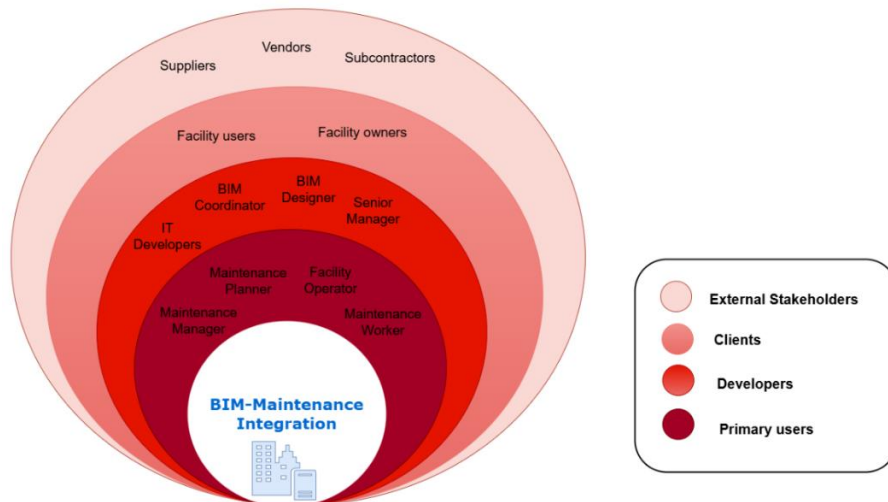 Vendors
Suppliers
Subcontractors
Facility users
Facility owners
BIM
Coordinator
BIM
Designer
Senior
Manager
IT
Developers
Maintenance
Planner
Facility
Operator
Maintenance
Manager
Maintenance
Worker
BIM-Maintenance
Integration
External Stakeholders
Clients
Developers
Primary users